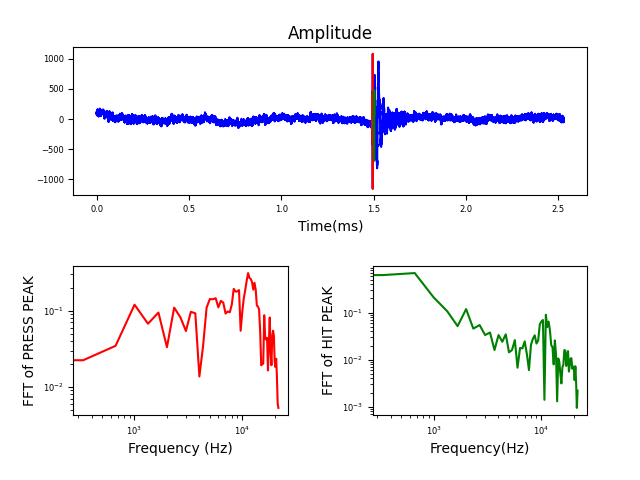 Amplitude
1000
500
0
−500
−1000
0.0 0.5 1.0 1.5 2.0 2.5
Time(ms)
FFT of PRESS PEAK
10⁻¹
10⁻²
10³ 10⁴
Frequency (Hz)
FFT of HIT PEAK
10⁻¹
10⁻²
10⁻³
10³ 10⁴
Frequency(Hz)